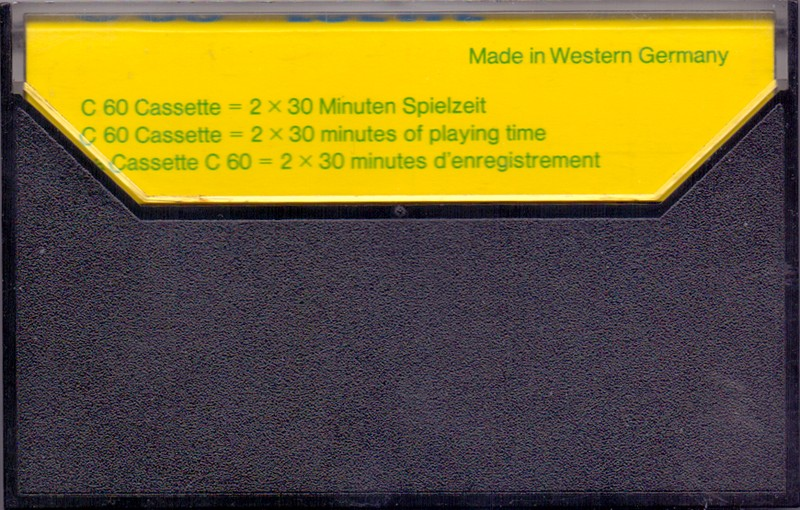 Made in Western Germany
C 60 Cassette = 2 × 30 Minuten Spielzeit
C 60 Cassette = 2 × 30 minutes of playing time
Cassette C 60 = 2 × 30 minutes d'enregistrement